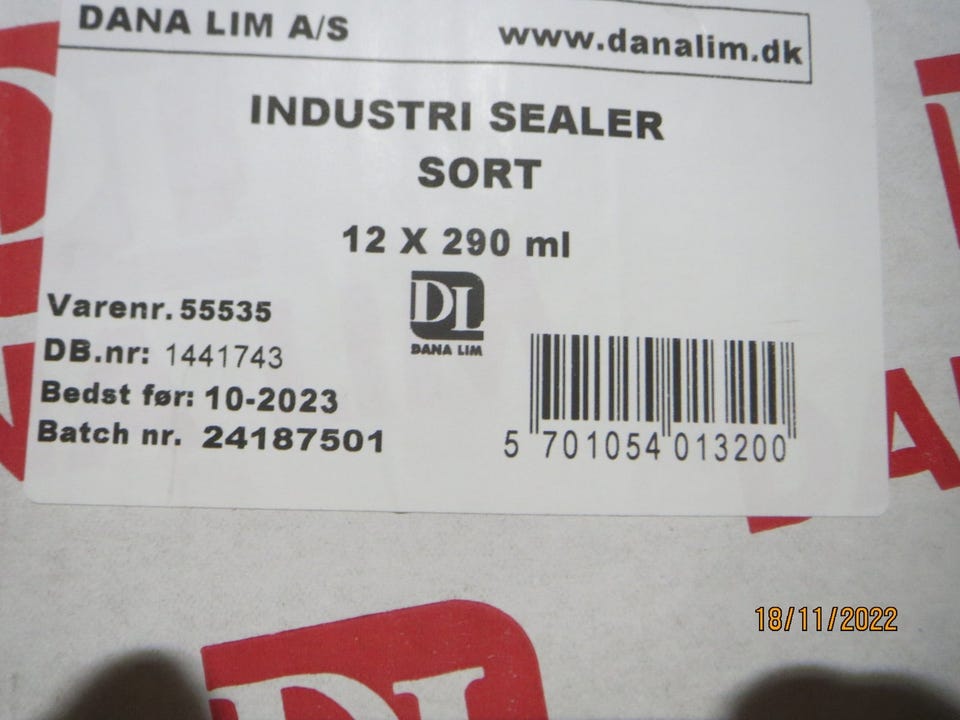 DANA LIM A/S
www.danalim.dk
INDUSTRI SEALER
SORT
12 X 290 ml
DL
DANA LIM
Varenr. 55535
DB.nr: 1441743
Bedst før: 10-2023
Batch nr. 24187501
5 701054 013200
18/11/2022
DL